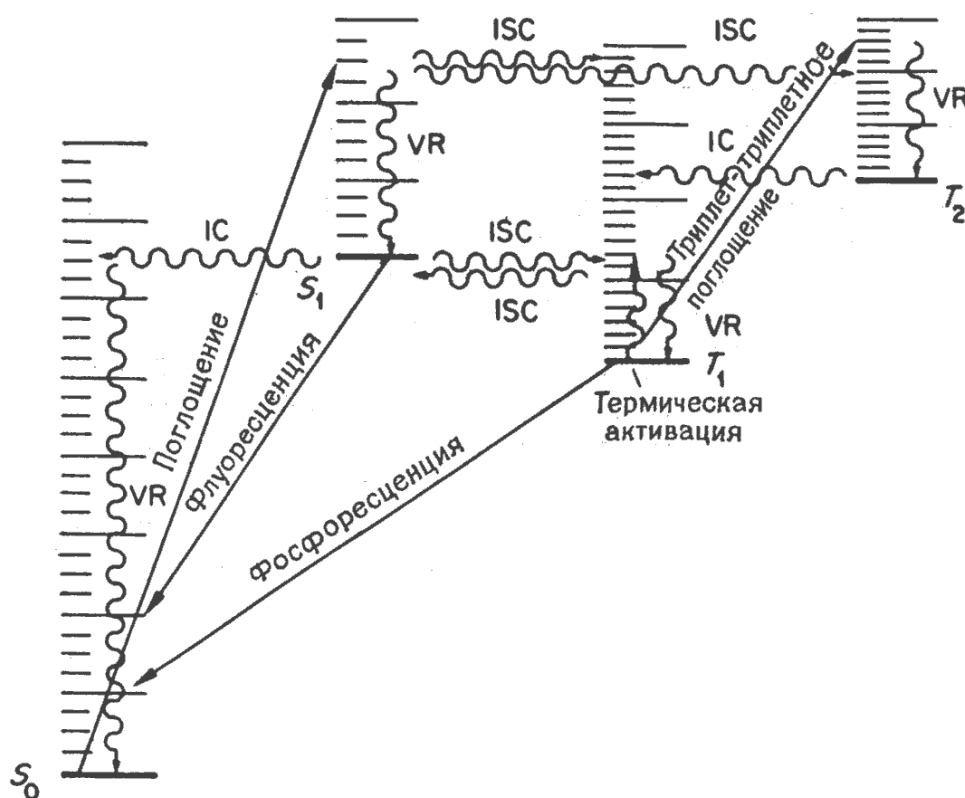 ISC
ISC
VR
VR
IC
IC
ISC
ISC
S₁
T₂
VR
T₁
Триплет-триплетное
поглощение
Термическая
активация
Поглощение
Флуоресценция
VR
Фосфоресценция
S₀